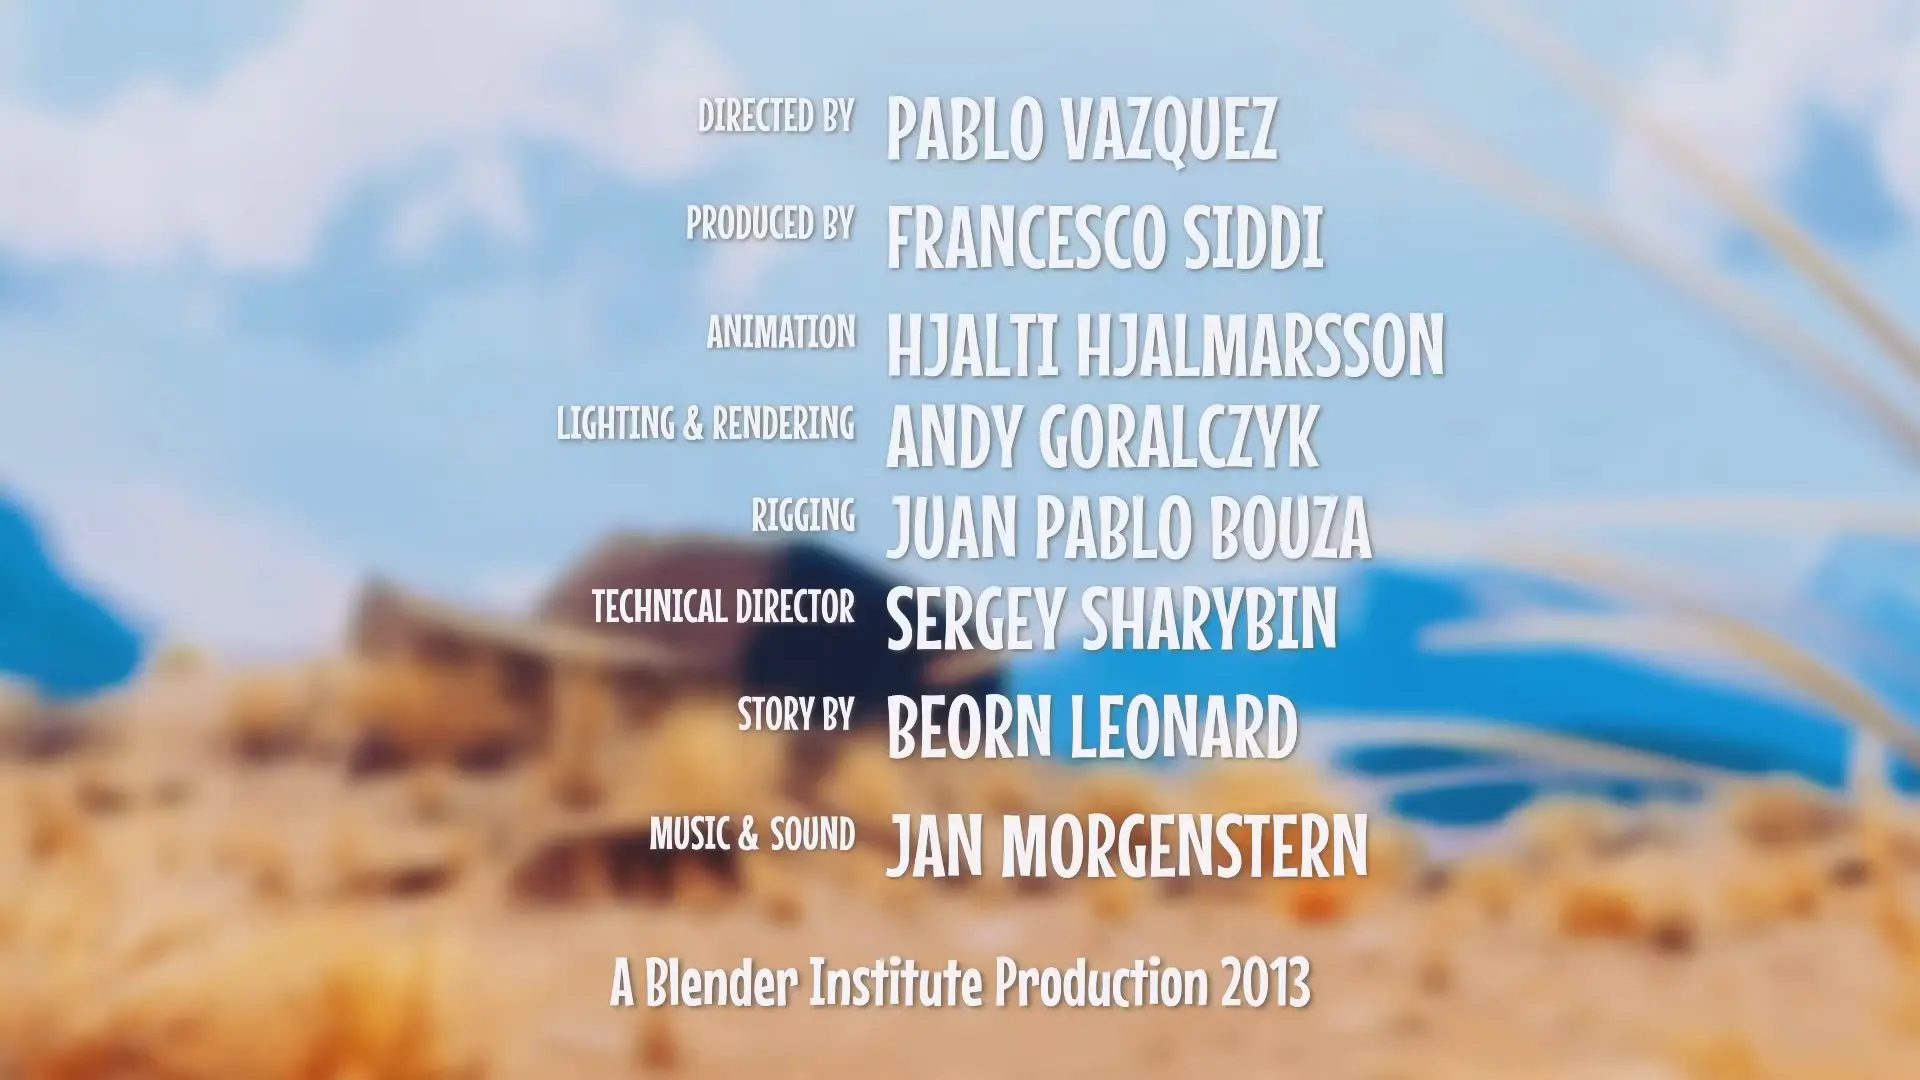 DIRECTED BY PABLO VAZQUEZ
PRODUCED BY FRANCESCO SIDDI
ANIMATION HJALTI HJALMARSSON
LIGHTING & RENDERING ANDY GORALCZYK
RIGGING JUAN PABLO BOUZA
TECHNICAL DIRECTOR SERGEY SHARYBIN
STORY BY BEORN LEONARD
MUSIC & SOUND JAN MORGENSTERN
A Blender Institute Production 2013